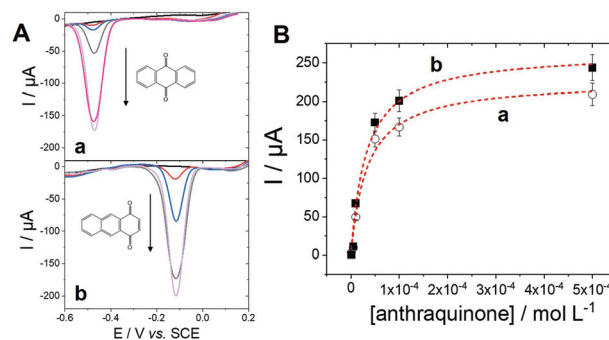 A
I / µA
0
-50
-100
-150
O
O
a
I / µA
0
-50
-100
-150
-200
O
O
b
-0.6
-0.4
-0.2
0.0
0.2
E / V vs. SCE
B
I / µA
250
200
150
100
50
0
b
a
0
1x10⁻⁴
2x10⁻⁴
3x10⁻⁴
4x10⁻⁴
5x10⁻⁴
[anthraquinone] / mol L⁻¹